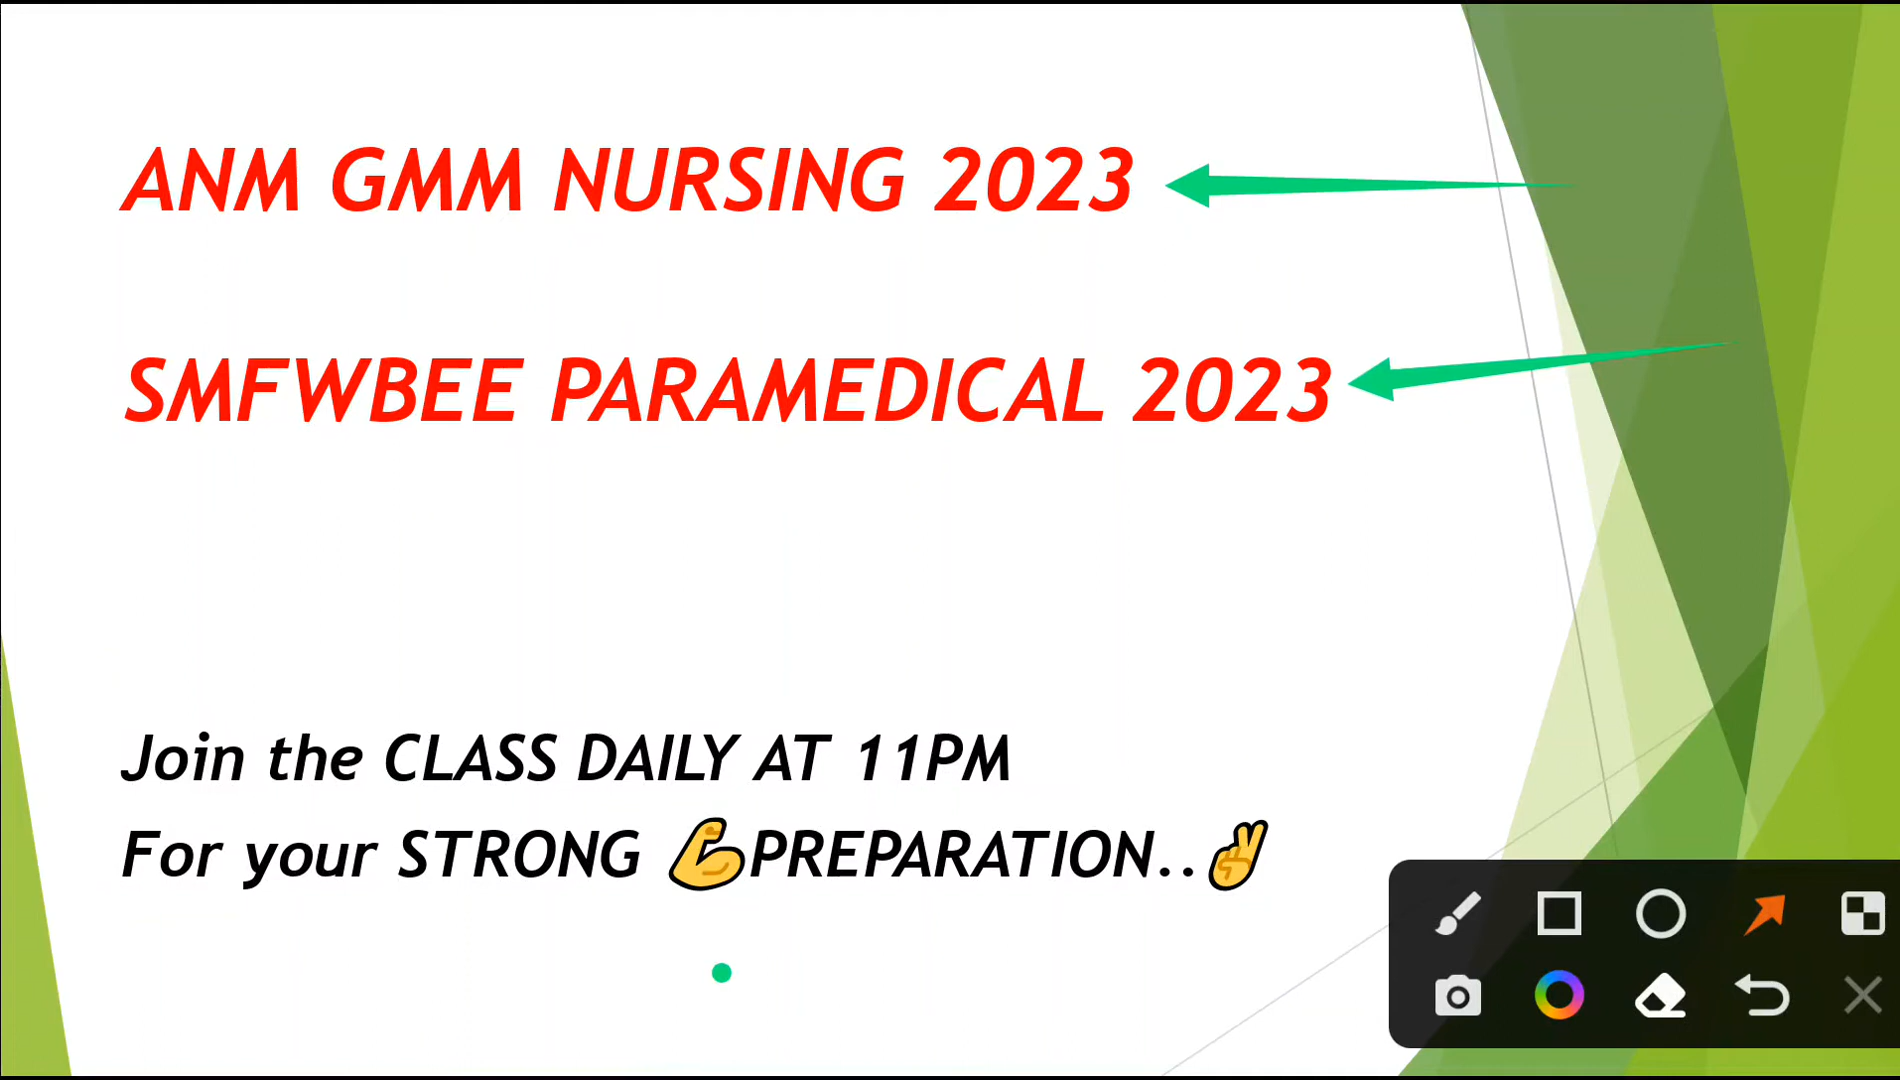 ANM GMM NURSING 2023
SMFWBEE PARAMEDICAL 2023
Join the CLASS DAILY AT 11PM
For your STRONG 💪PREPARATION..✌